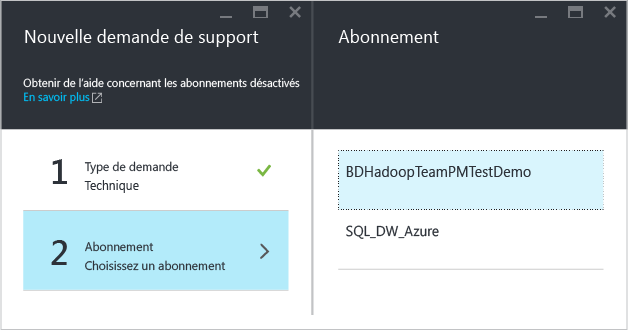 Nouvelle demande de support
Obtenir de l'aide concernant les abonnements désactivés
En savoir plus
1
Type de demande
Technique
2
Abonnement
Choisissez un abonnement
Abonnement
BDHadoopTeamPMTestDemo
SQL_DW_Azure